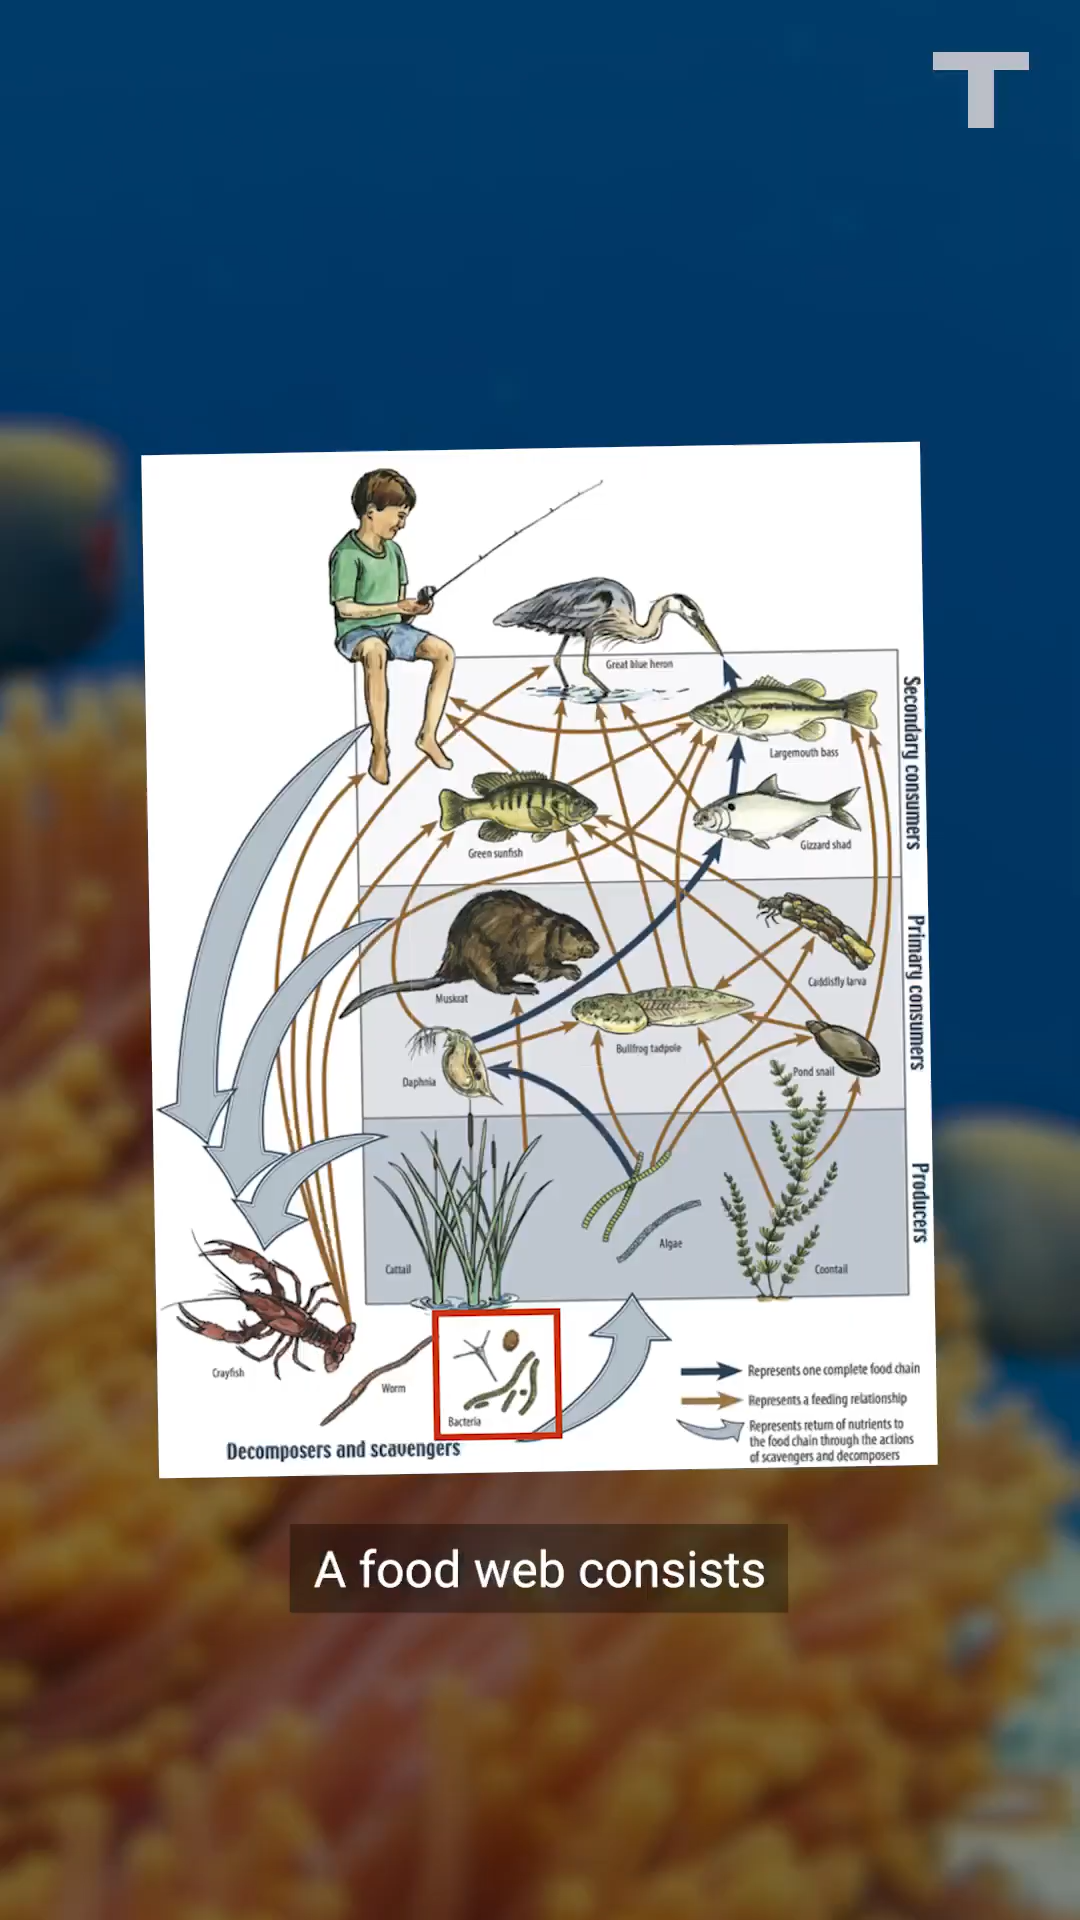 T
Great blue heron
Largemouth bass
Green sunfish
Gizzard shad
Secondary consumers
Muskrat
Caddisfly larva
Bullfrog tadpole
Daphnia
Pond snail
Primary consumers
Cattail
Algae
Coontail
Producers
Crayfish
Worm
Bacteria
Decomposers and scavengers
Represents one complete food chain
Represents a feeding relationship
Represents return of nutrients to
the food chain through the actions
of scavengers and decomposers
A food web consists